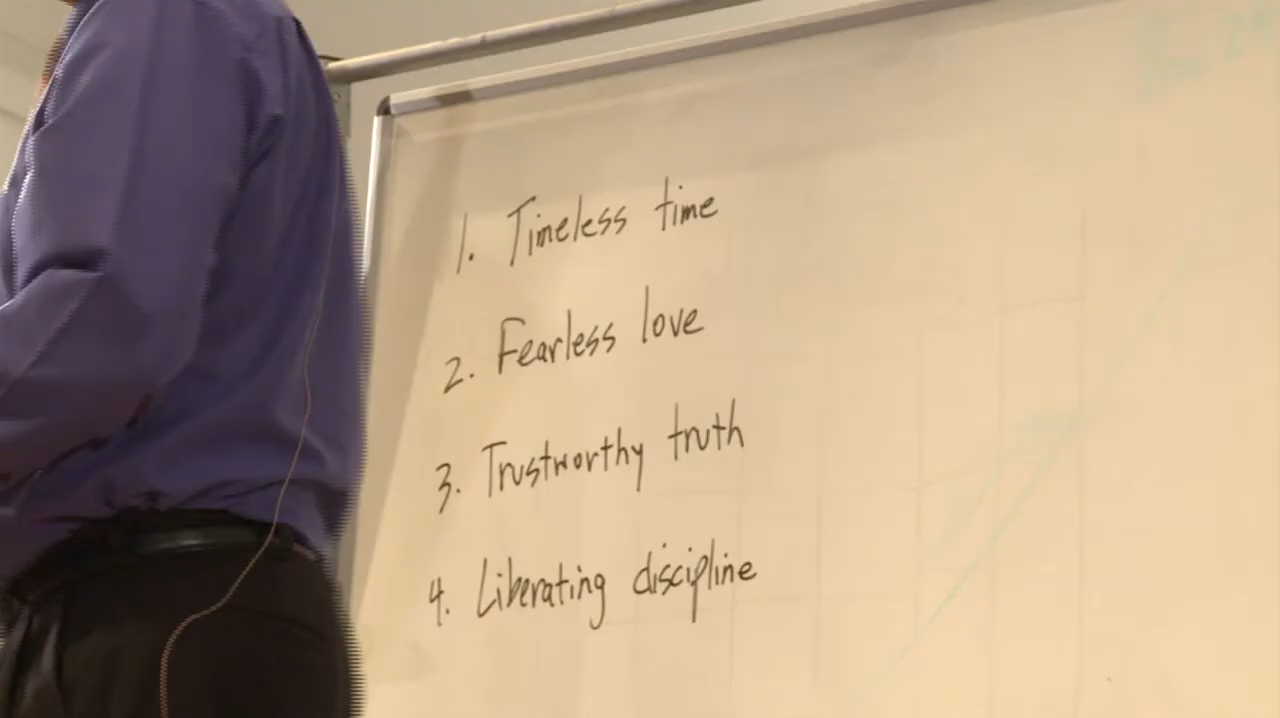 1. Timeless time
2. Fearless love
3. Trustworthy truth
4. Liberating discipline